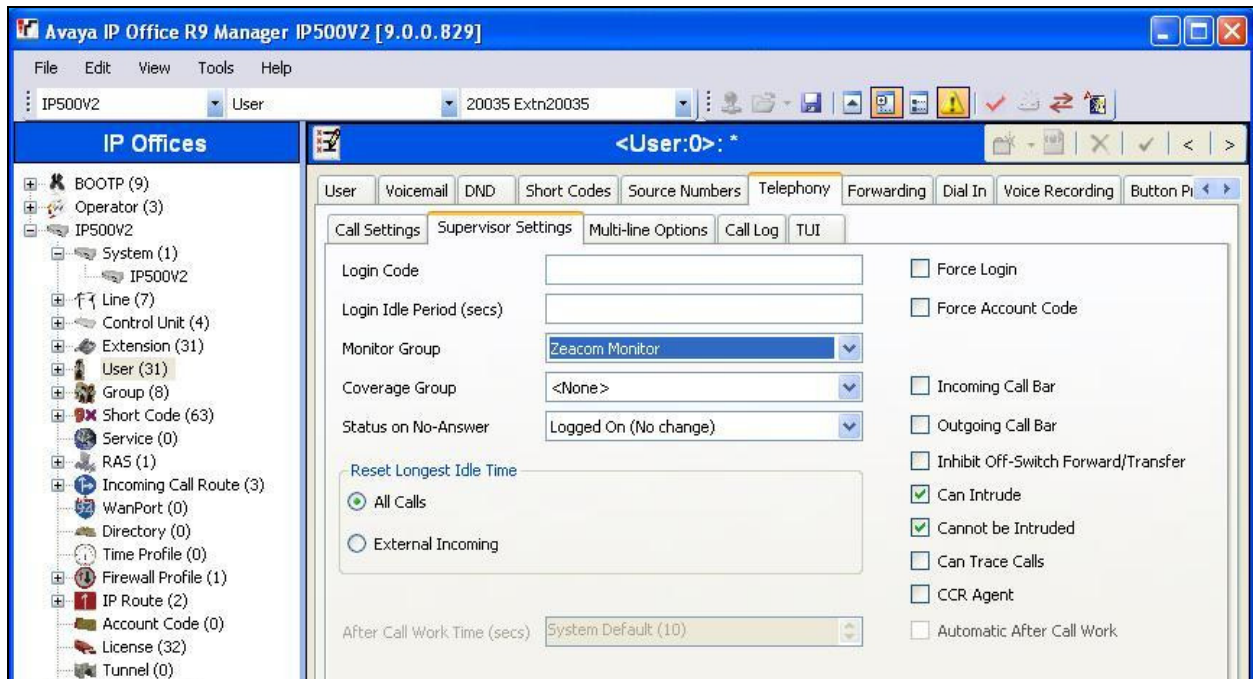 Avaya IP Office R9 Manager IP500V2 [9.0.0.829]
File Edit View Tools Help
IP500V2 User 20035 Extn20035
IP Offices
BOOTP (9)
Operator (3)
IP500V2
System (1)
IP500V2
Line (7)
Control Unit (4)
Extension (31)
User (31)
Group (8)
Short Code (63)
Service (0)
RAS (1)
Incoming Call Route (3)
WanPort (0)
Directory (0)
Time Profile (0)
Firewall Profile (1)
IP Route (2)
Account Code (0)
License (32)
Tunnel (0)
<User:0>: *
User Voicemail DND Short Codes Source Numbers Telephony Forwarding Dial In Voice Recording Button
Call Settings Supervisor Settings Multi-line Options Call Log TUI
Login Code
Force Login
Login Idle Period (secs)
Force Account Code
Monitor Group Zeacom Monitor
Coverage Group <None>
Incoming Call Bar
Status on No-Answer Logged On (No change)
Outgoing Call Bar
Inhibit Off-Switch Forward/Transfer
Reset Longest Idle Time
All Calls
Can Intrude
External Incoming
Cannot be Intruded
Can Trace Calls
CCR Agent
After Call Work Time (secs) System Default (10)
Automatic After Call Work